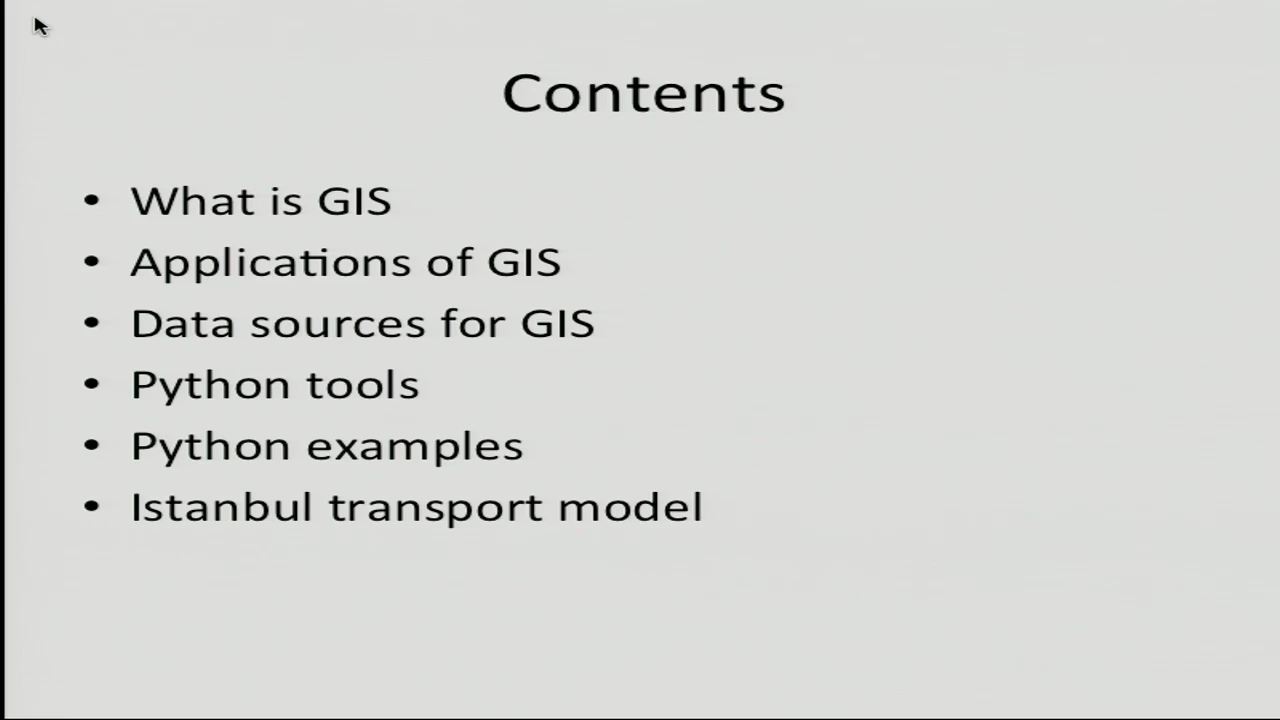 Contents
• What is GIS
• Applications of GIS
• Data sources for GIS
• Python tools
• Python examples
• Istanbul transport model